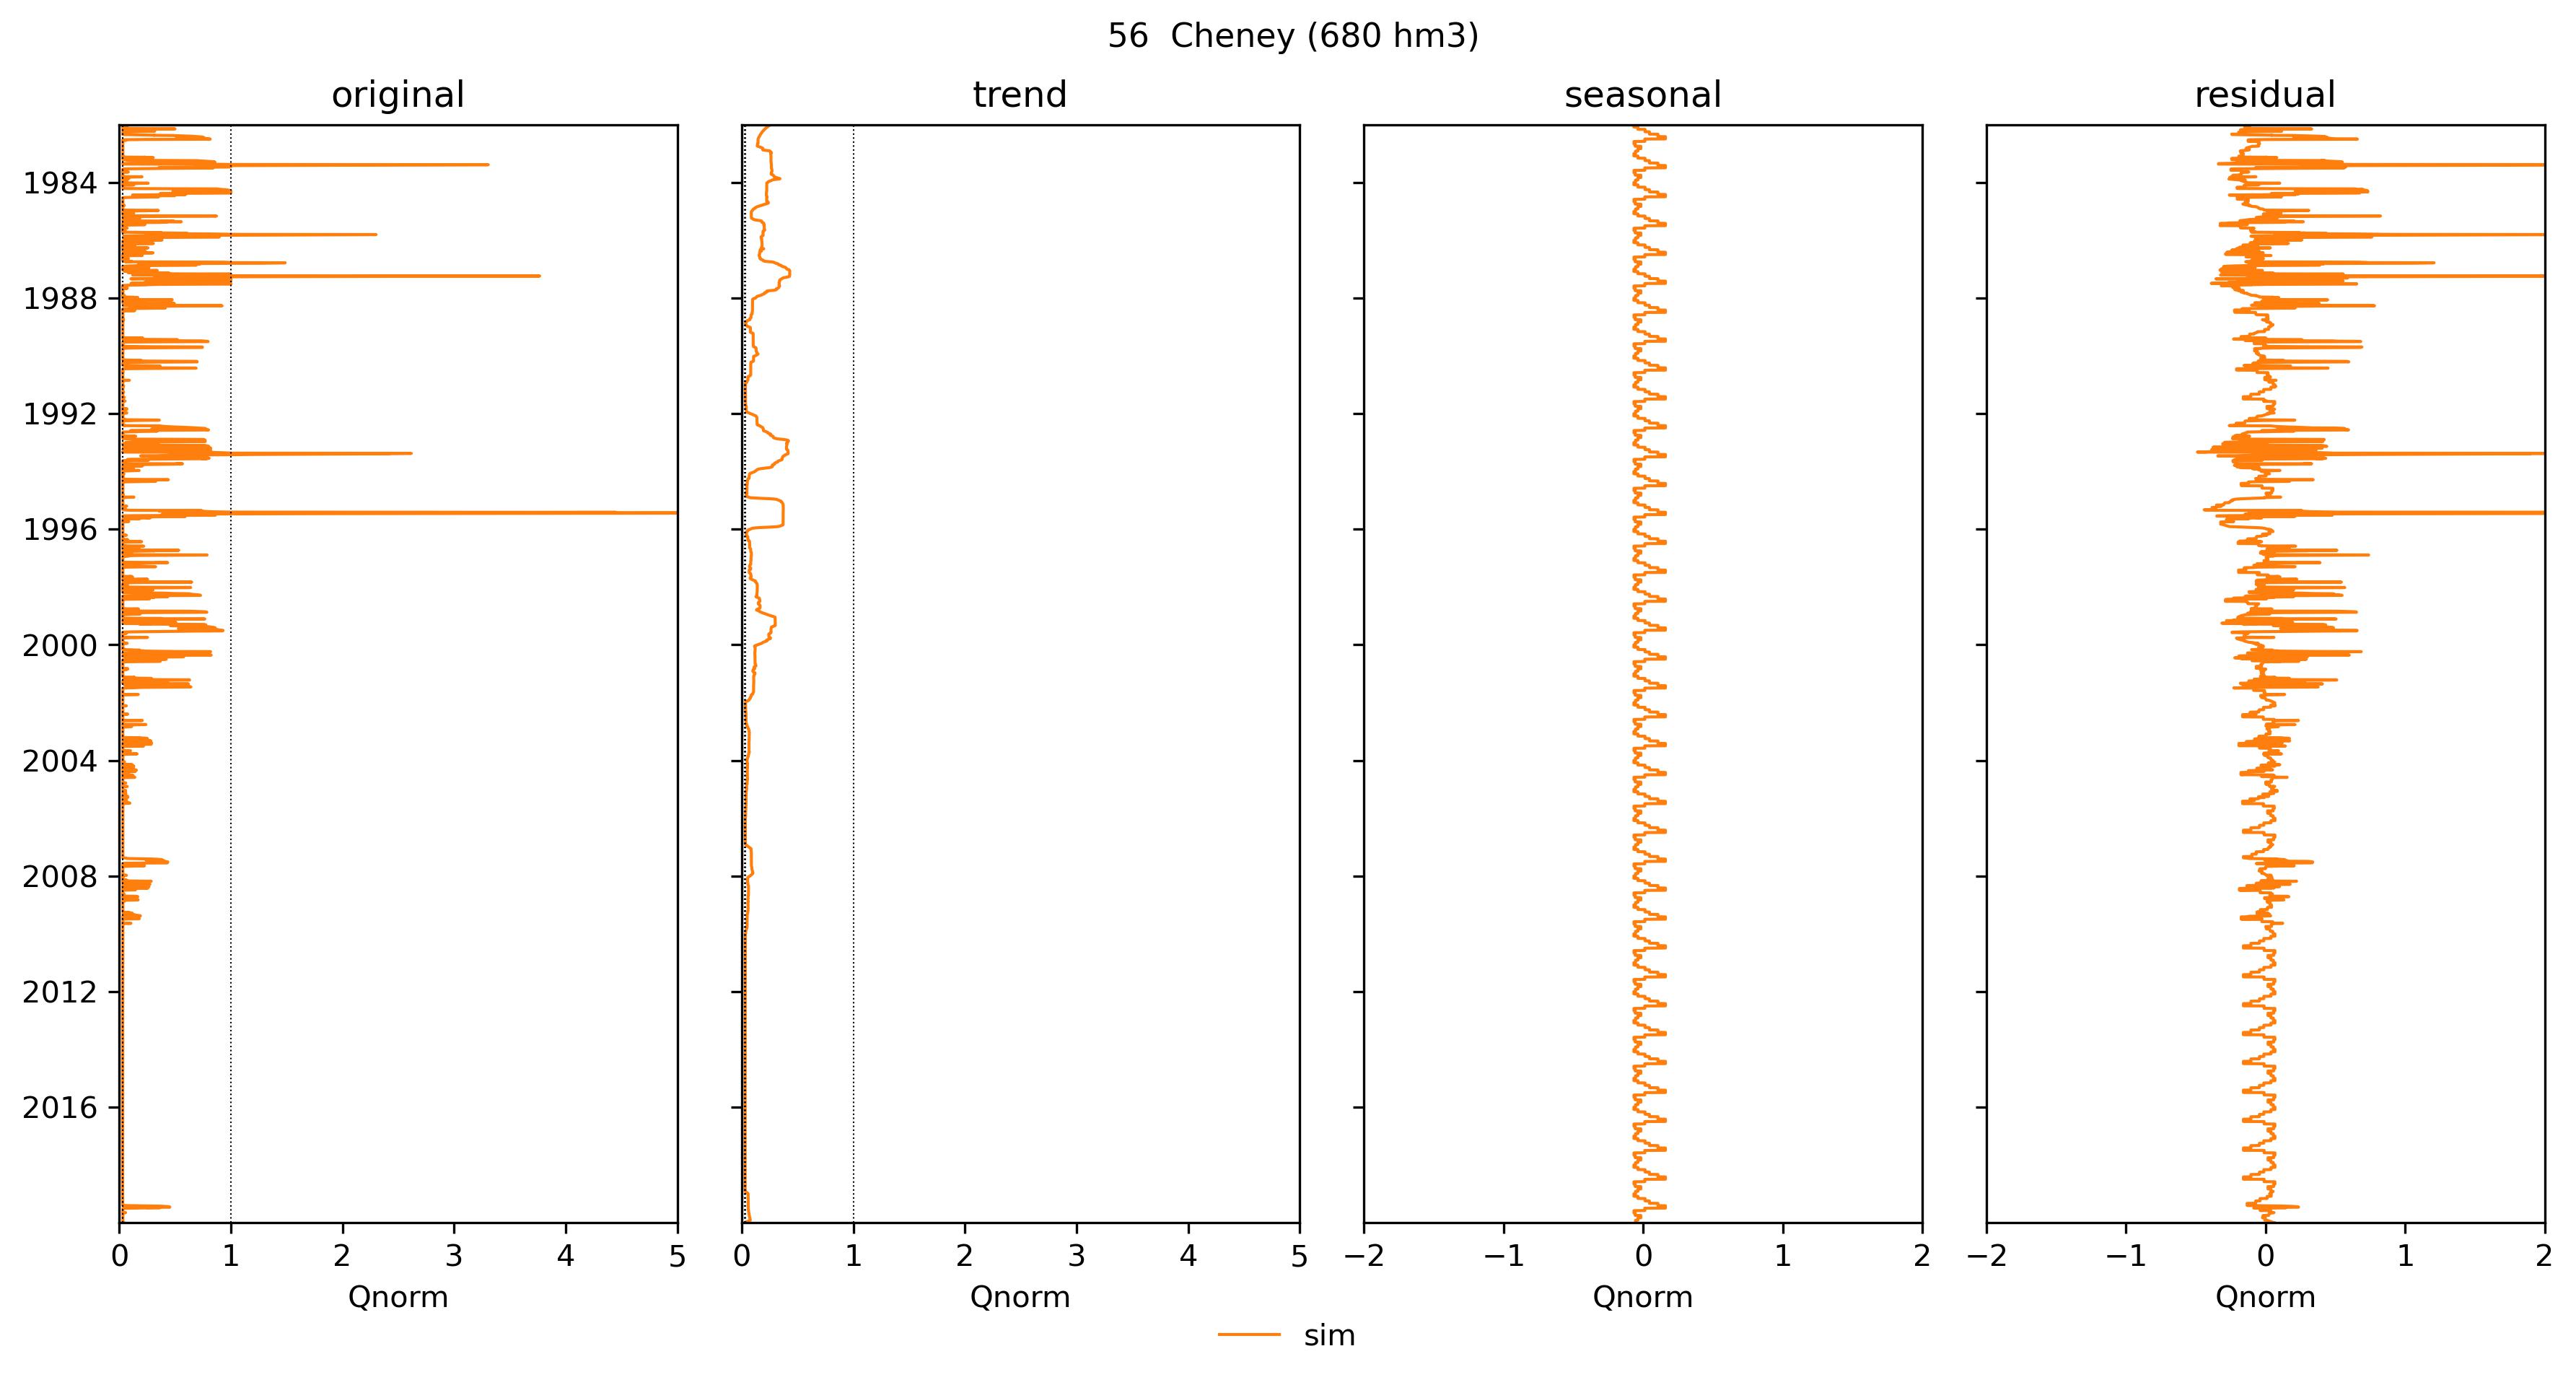 56  Cheney (680 hm3)
original trend seasonal residual
1984
1988
1992
1996
2000
2004
2008
2012
2016
0 1 2 3 4 5 0 1 2 3 4 5 −2 −1 0 1 2 −2 −1 0 1 2
Qnorm Qnorm Qnorm Qnorm
sim